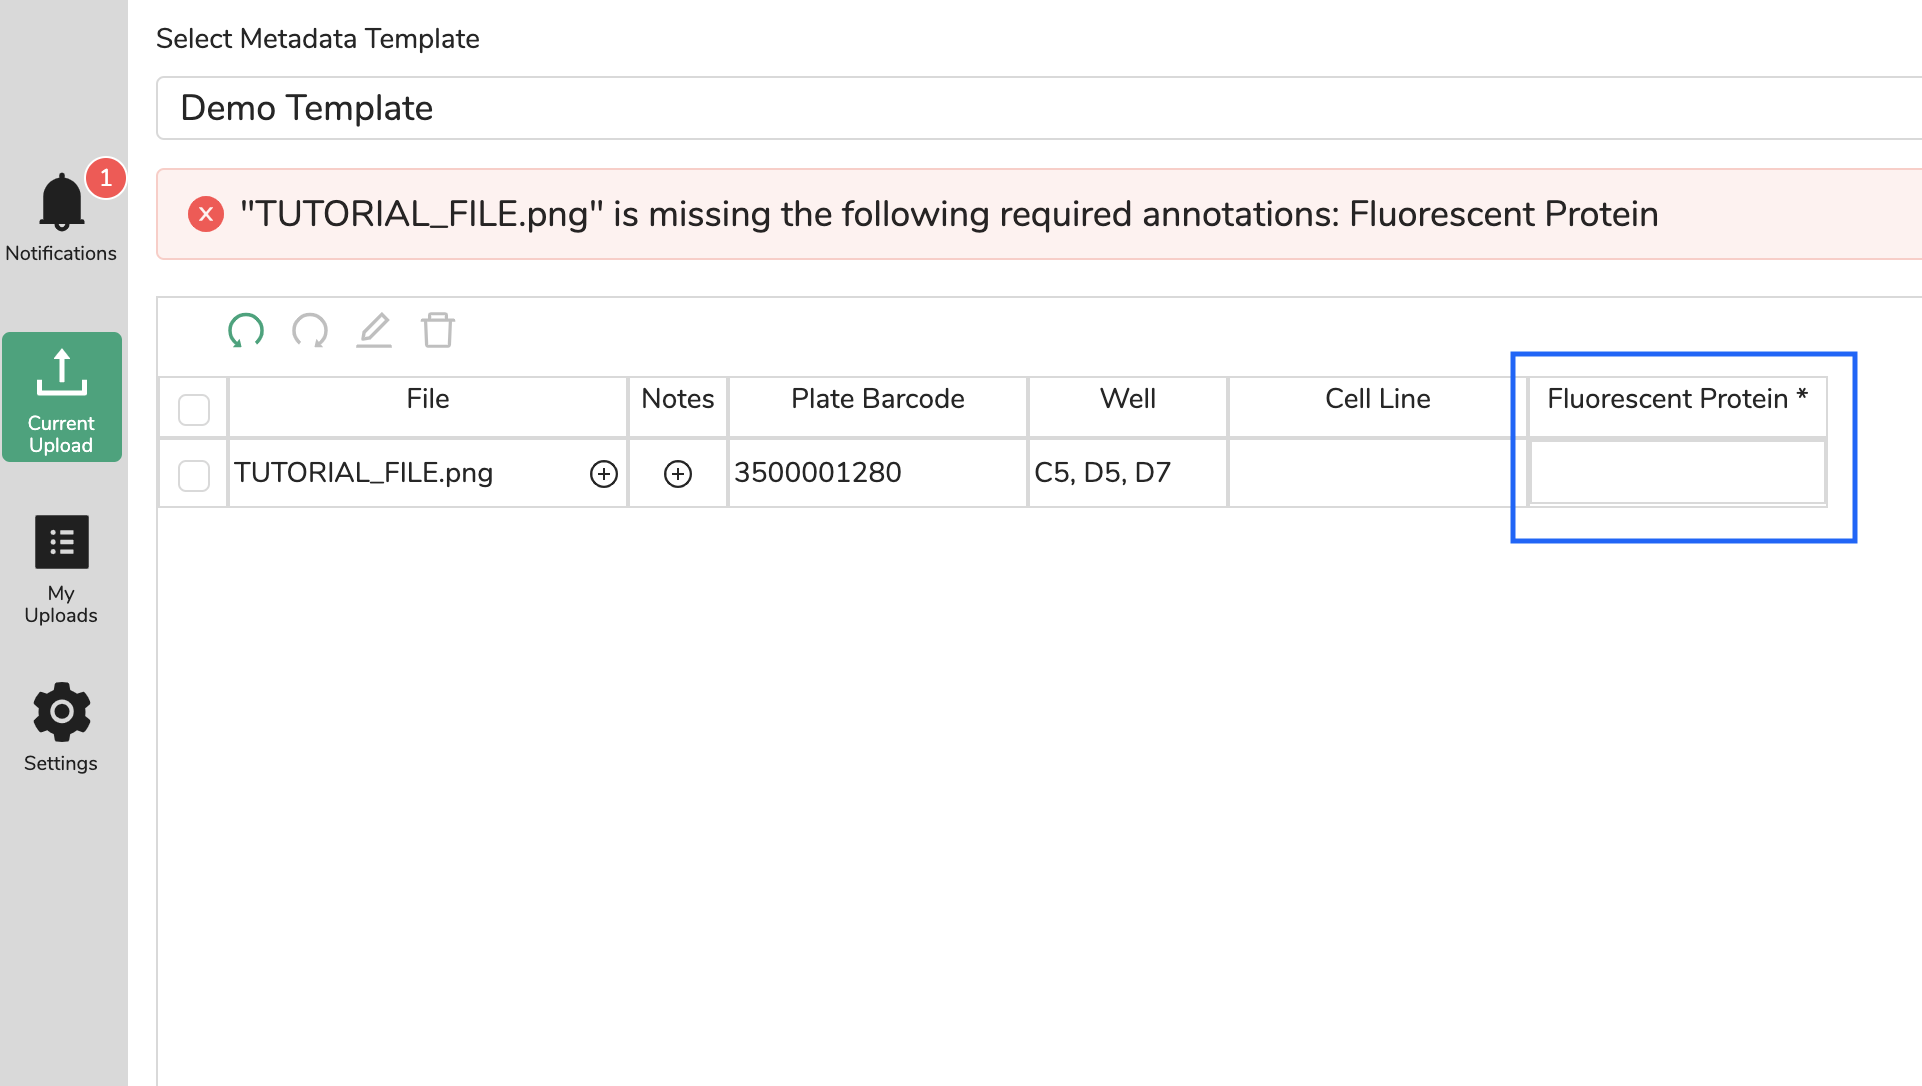 Select Metadata Template
Demo Template
1
Notifications
"TUTORIAL_FILE.png" is missing the following required annotations: Fluorescent Protein
Current
Upload
File Notes Plate Barcode Well Cell Line Fluorescent Protein *
TUTORIAL_FILE.png 3500001280 C5, D5, D7
My
Uploads
Settings